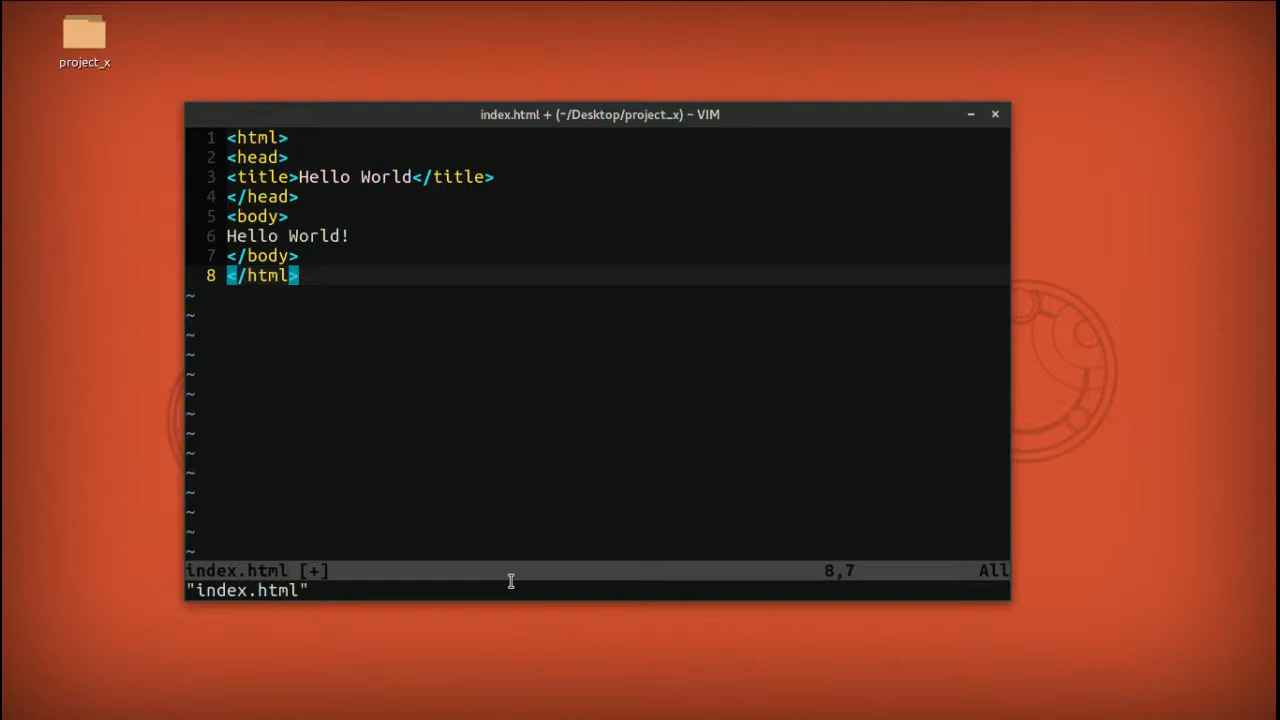 project_x
index.html + (~/Desktop/project_x) - VIM
1 <html>
2 <head>
3 <title>Hello World</title>
4 </head>
5 <body>
6 Hello World!
7 </body>
8 </html>
~
~
~
~
~
~
~
~
~
~
~
~
~
~
index.html [+] 8,7 All
"index.html"